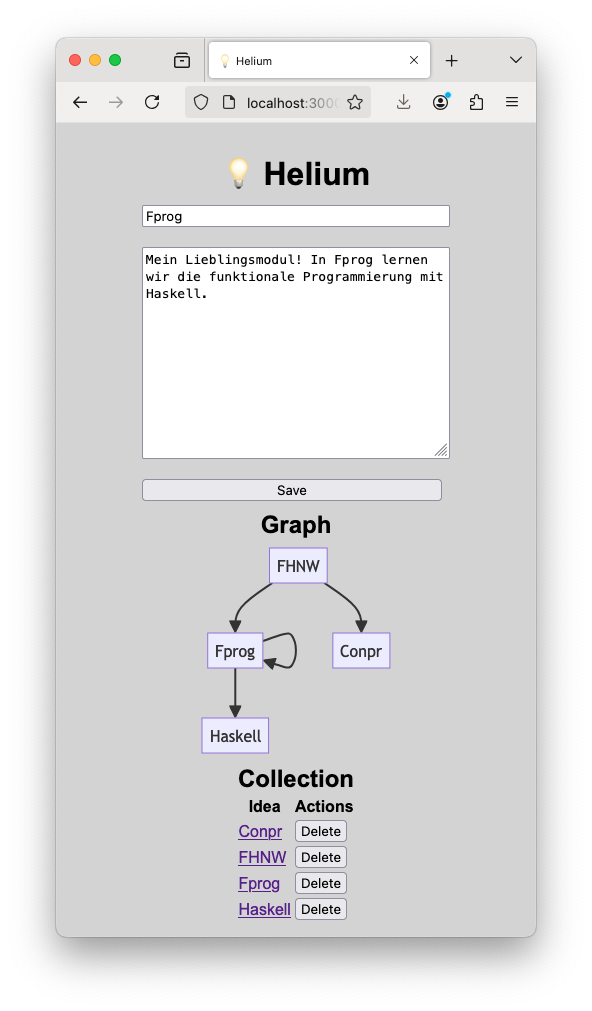 Helium
localhost:3000
💡 Helium
Fprog
Mein Lieblingsmodul! In Fprog lernen
wir die funktionale Programmierung mit
Haskell.
Save
Graph
FHNW
Fprog
Conpr
Haskell
Collection
Idea Actions
Conpr Delete
FHNW Delete
Fprog Delete
Haskell Delete